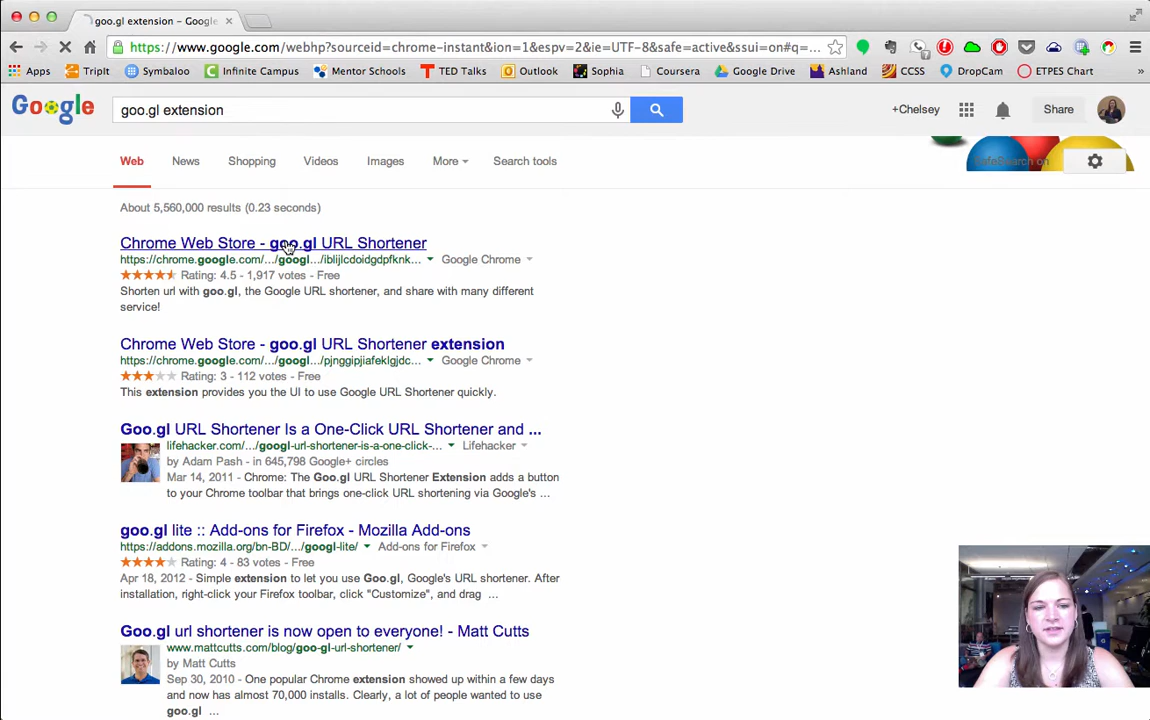 goo.gl extension - Google
https://www.google.com/webhp?sourceid=chrome-instant&ion=1&espv=2&ie=UTF-8&safe=active&ssui=on#q=...
Apps TripIt Symbaloo Infinite Campus Mentor Schools TED Talks Outlook Sophia Coursera Google Drive Ashland CCSS DropCam ETPES Chart »
Google goo.gl extension +Chelsey Share
Web News Shopping Videos Images More Search tools SafeSearch on
About 5,560,000 results (0.23 seconds)
Chrome Web Store - goo.gl URL Shortener
https://chrome.google.com/.../googl.../iblijlcdoidgdpfknk... Google Chrome
Rating: 4.5 - 1,917 votes - Free
Shorten url with goo.gl, the Google URL shortener, and share with many different
service!
Chrome Web Store - goo.gl URL Shortener extension
https://chrome.google.com/.../googl.../pjnggipjiafeklgjdc... Google Chrome
Rating: 3 - 112 votes - Free
This extension provides you the UI to use Google URL Shortener quickly.
Goo.gl URL Shortener Is a One-Click URL Shortener and ...
lifehacker.com/.../googl-url-shortener-is-a-one-click-... Lifehacker
by Adam Pash - in 645,798 Google+ circles
Mar 14, 2011 - Chrome: The Goo.gl URL Shortener Extension adds a button
to your Chrome toolbar that brings one-click URL shortening via Google's ...
goo.gl lite :: Add-ons for Firefox - Mozilla Add-ons
https://addons.mozilla.org/bn-BD/.../googl-lite/ Add-ons for Firefox
Rating: 4 - 83 votes - Free
Apr 18, 2012 - Simple extension to let you use Goo.gl, Google's URL shortener. After
installation, right-click your Firefox toolbar, click "Customize", and drag ...
Goo.gl url shortener is now open to everyone! - Matt Cutts
www.mattcutts.com/blog/goo-gl-url-shortener/
by Matt Cutts
Sep 30, 2010 - One popular Chrome extension showed up within a few days
and now has almost 70,000 installs. Clearly, a lot of people wanted to use
goo.gl ...